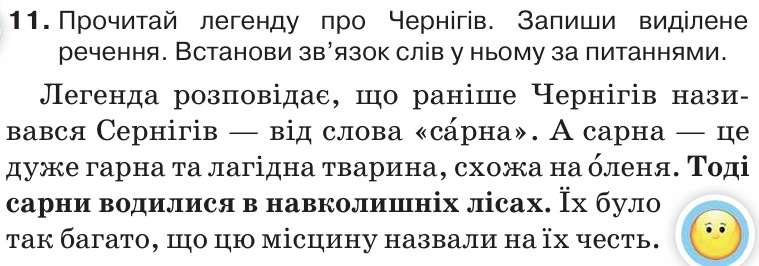 11. Прочитай легенду про Чернігів. Запиши виділене
речення. Встанови зв’язок слів у ньому за питаннями.
Легенда розповідає, що раніше Чернігів нази-
вався Сернігів — від слова «са́рна». А сарна — це
дуже гарна та лагідна тварина, схожа на о́леня. Тоді
сарни водилися в навколишніх лісах. Їх було
так багато, що цю місцину назвали на їх честь.